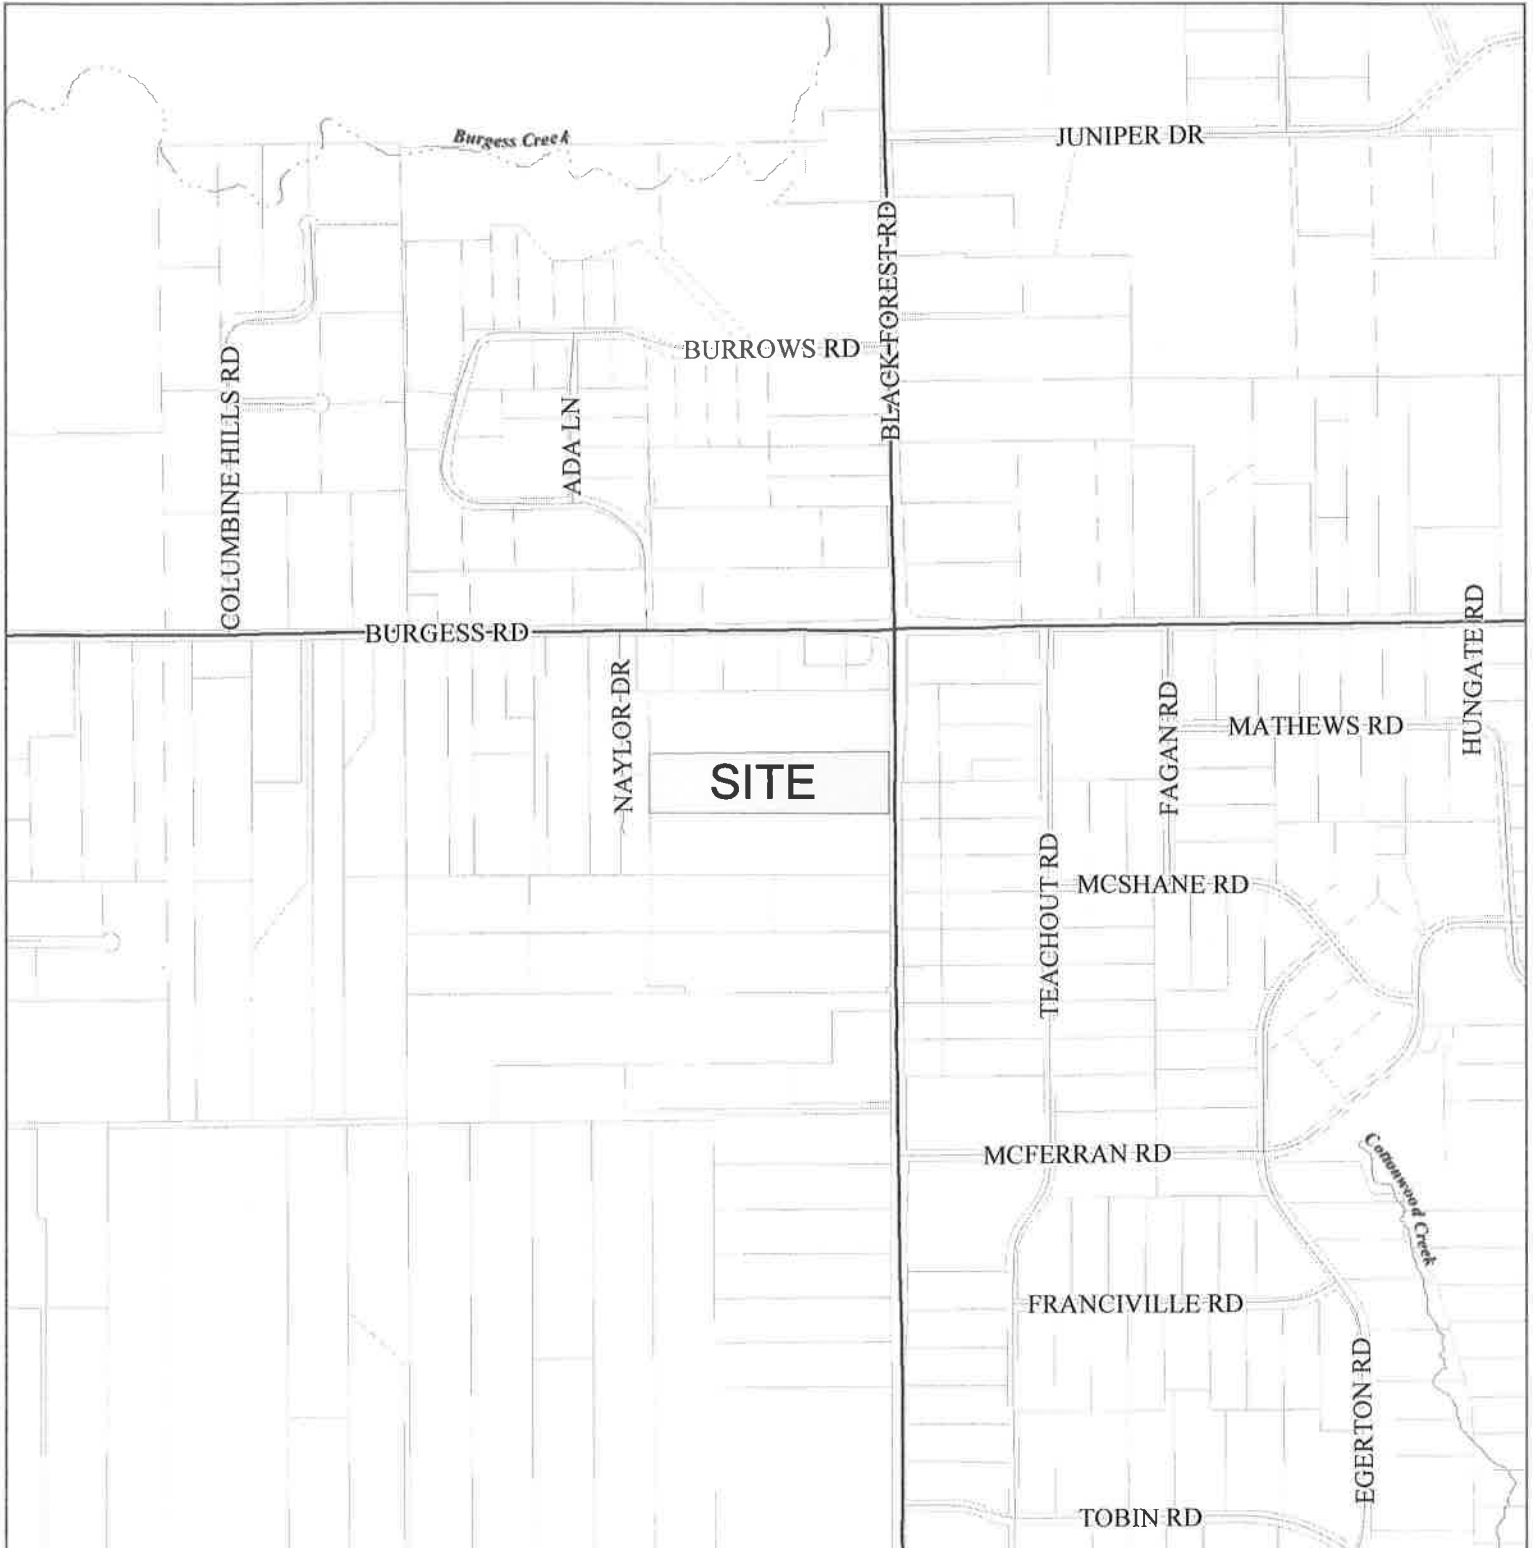 Burgess Creek
JUNIPER DR
BLACK FOREST RD
BURROWS RD
COLUMBINE HILLS RD
ADA LN
BURGESS RD
HUNGATE RD
NAYLOR DR
FAGAN RD
MATHEWS RD
SITE
TEACHOUT RD
MCSHANE RD
MCFERRAN RD
Cottonwood Creek
FRANCIVILLE RD
EGERTON RD
TOBIN RD